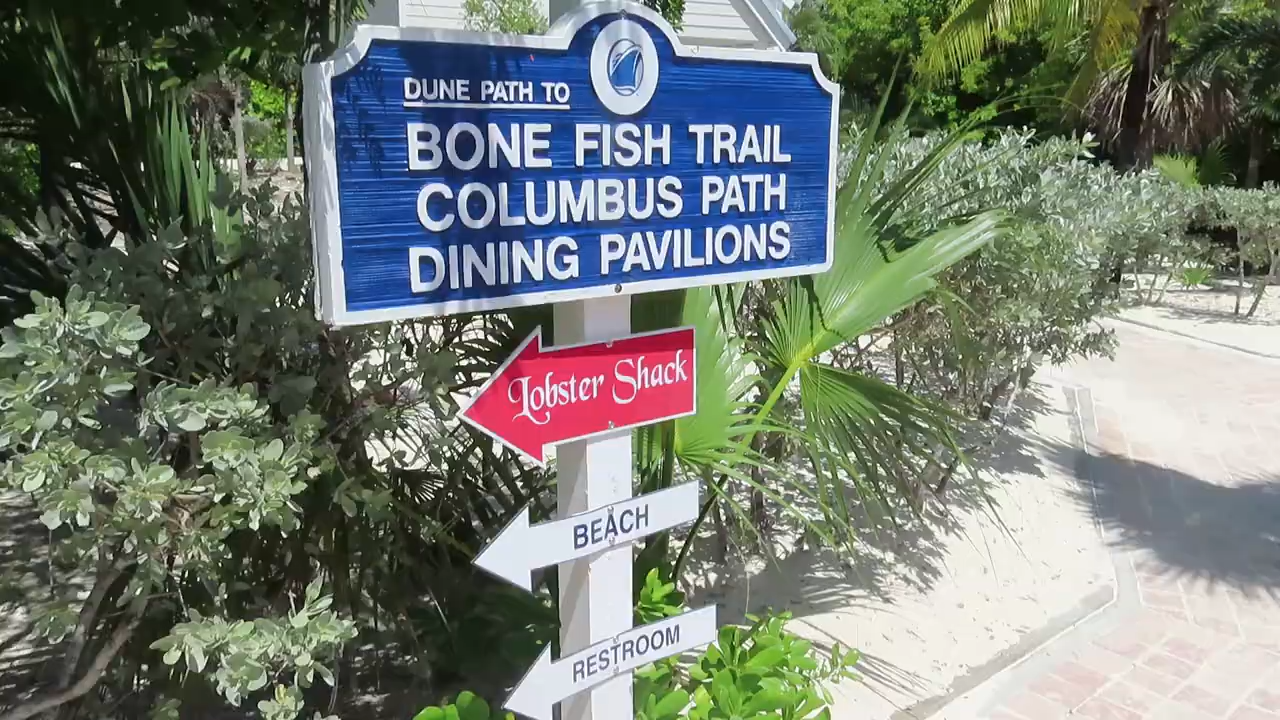 DUNE PATH TO
BONE FISH TRAIL
COLUMBUS PATH
DINING PAVILIONS
Lobster Shack
BEACH
RESTROOM